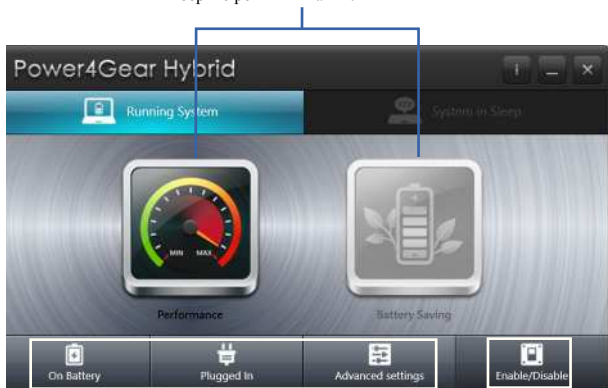 Power4Gear Hybrid
Running System
System in Sleep
MIN MAX
Performance
Battery Saving
On Battery
Plugged In
Advanced settings
Enable/Disable